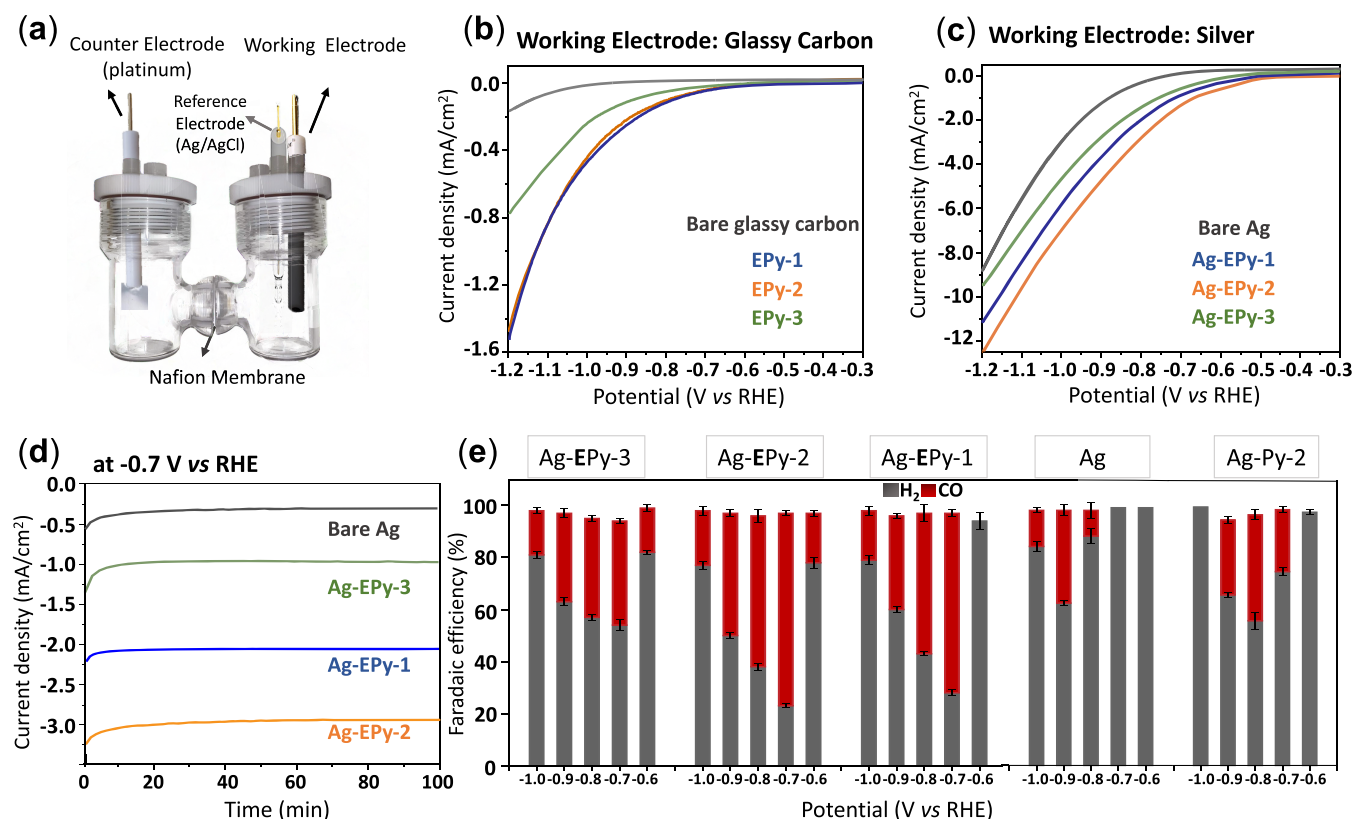 (a)
Counter Electrode
(platinum)
Working Electrode
Reference
Electrode
(Ag/AgCl)
Nafion Membrane
(b)
Working Electrode: Glassy Carbon
Current density (mA/cm2)
0.0
-0.4
-0.8
-1.2
-1.6
Bare glassy carbon
EPy-1
EPy-2
EPy-3
-1.2 -1.1 -1.0 -0.9 -0.8 -0.7 -0.6 -0.5 -0.4 -0.3
Potential (V vs RHE)
(c)
Working Electrode: Silver
Current density (mA/cm2)
0.0
-2.0
-4.0
-6.0
-8.0
-10
-12
Bare Ag
Ag-EPy-1
Ag-EPy-2
Ag-EPy-3
-1.2 -1.1 -1.0 -0.9 -0.8 -0.7 -0.6 -0.5 -0.4 -0.3
Potential (V vs RHE)
(d)
at -0.7 V vs RHE
Current density (mA/cm2)
0.0
-0.5
-1.0
-1.5
-2.0
-2.5
-3.0
Bare Ag
Ag-EPy-3
Ag-EPy-1
Ag-EPy-2
0 20 40 60 80 100
Time (min)
(e)
Ag-EPy-3
Ag-EPy-2
Ag-EPy-1
Ag
Ag-Py-2
H2 CO
Faradaic efficiency (%)
100
80
60
40
20
0
-1.0 -0.9 -0.8 -0.7 -0.6
-1.0 -0.9 -0.8 -0.7 -0.6
-1.0 -0.9 -0.8 -0.7 -0.6
-1.0 -0.9 -0.8 -0.7 -0.6
-1.0 -0.9 -0.8 -0.7 -0.6
Potential (V vs RHE)